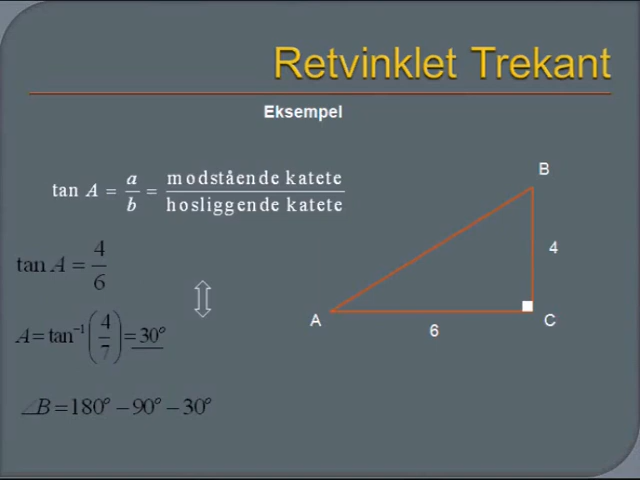 Retvinklet Trekant
Eksempel
tan A = a/b = modstående katete/hosliggende katete
tan A = 4/6
A = tan⁻¹(4/7) = 30°
∠B = 180° − 90° − 30°
B
4
A
C
6